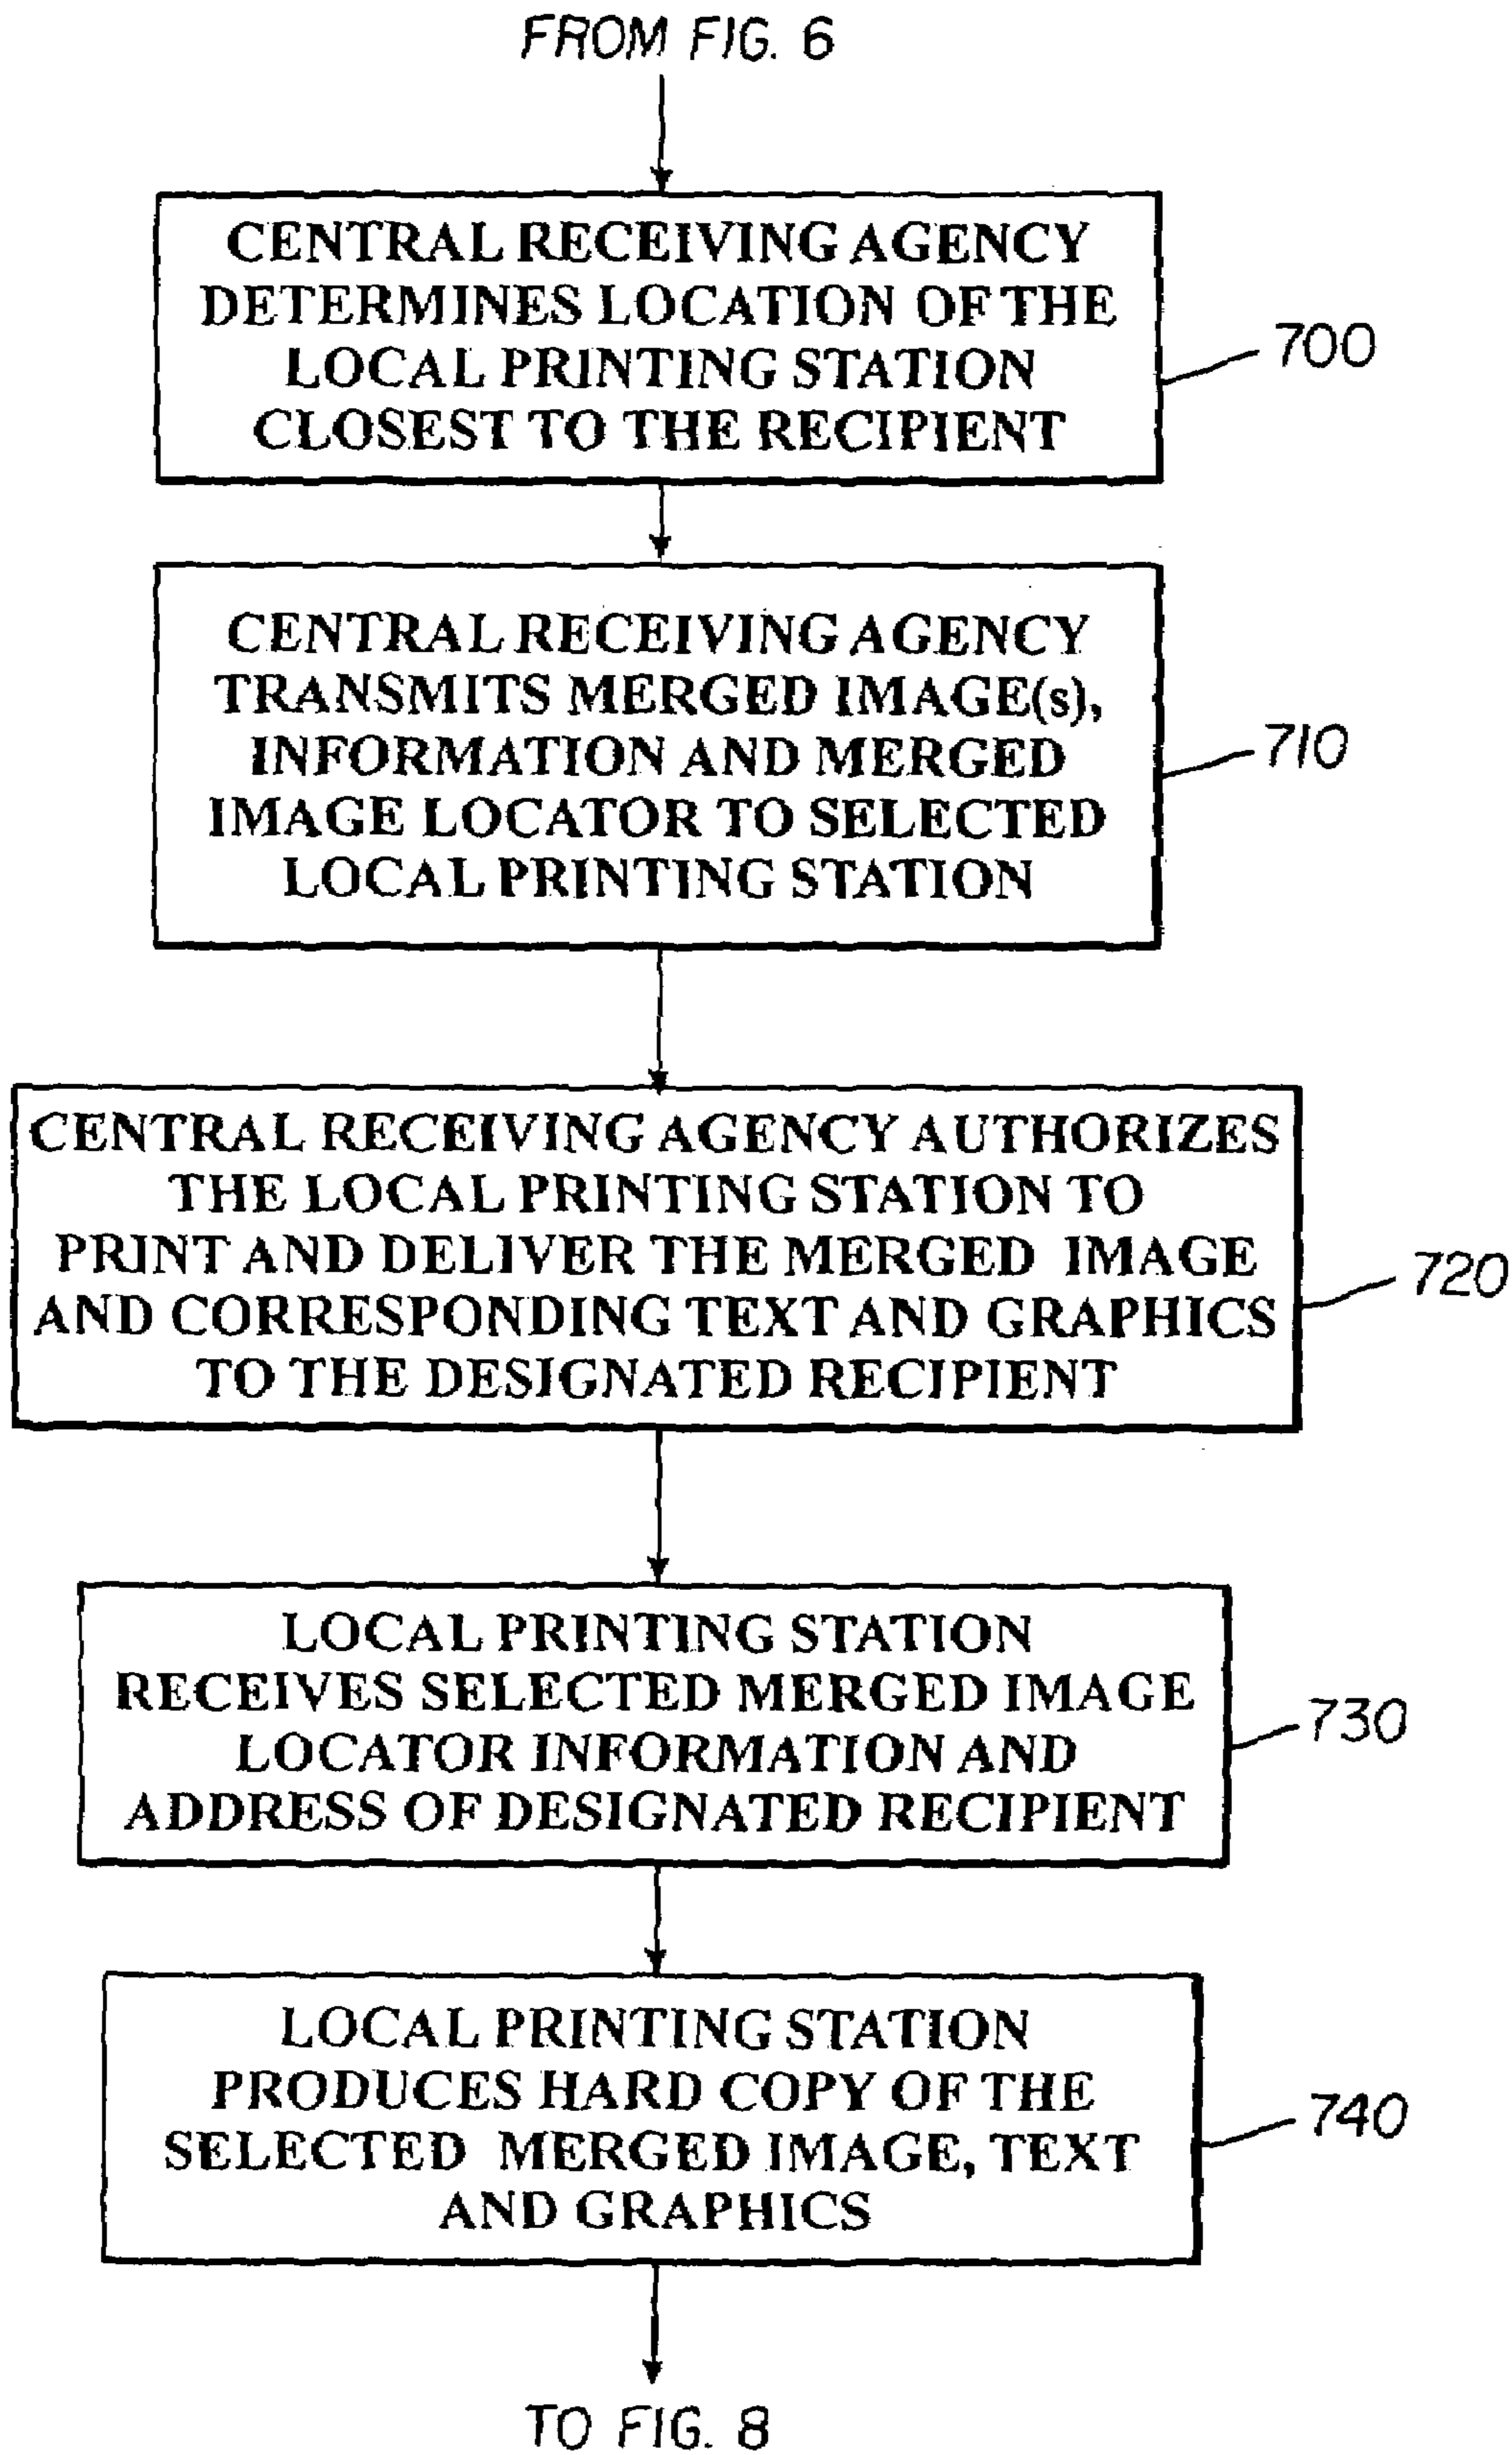 FROM FIG. 6
CENTRAL RECEIVING AGENCY
DETERMINES LOCATION OF THE
LOCAL PRINTING STATION
CLOSEST TO THE RECIPIENT
700
CENTRAL RECEIVING AGENCY
TRANSMITS MERGED IMAGE(s),
INFORMATION AND MERGED
IMAGE LOCATOR TO SELECTED
LOCAL PRINTING STATION
710
CENTRAL RECEIVING AGENCY AUTHORIZES
THE LOCAL PRINTING STATION TO
PRINT AND DELIVER THE MERGED IMAGE
AND CORRESPONDING TEXT AND GRAPHICS
TO THE DESIGNATED RECIPIENT
720
LOCAL PRINTING STATION
RECEIVES SELECTED MERGED IMAGE
LOCATOR INFORMATION AND
ADDRESS OF DESIGNATED RECIPIENT
730
LOCAL PRINTING STATION
PRODUCES HARD COPY OF THE
SELECTED MERGED IMAGE, TEXT
AND GRAPHICS
740
TO FIG. 8